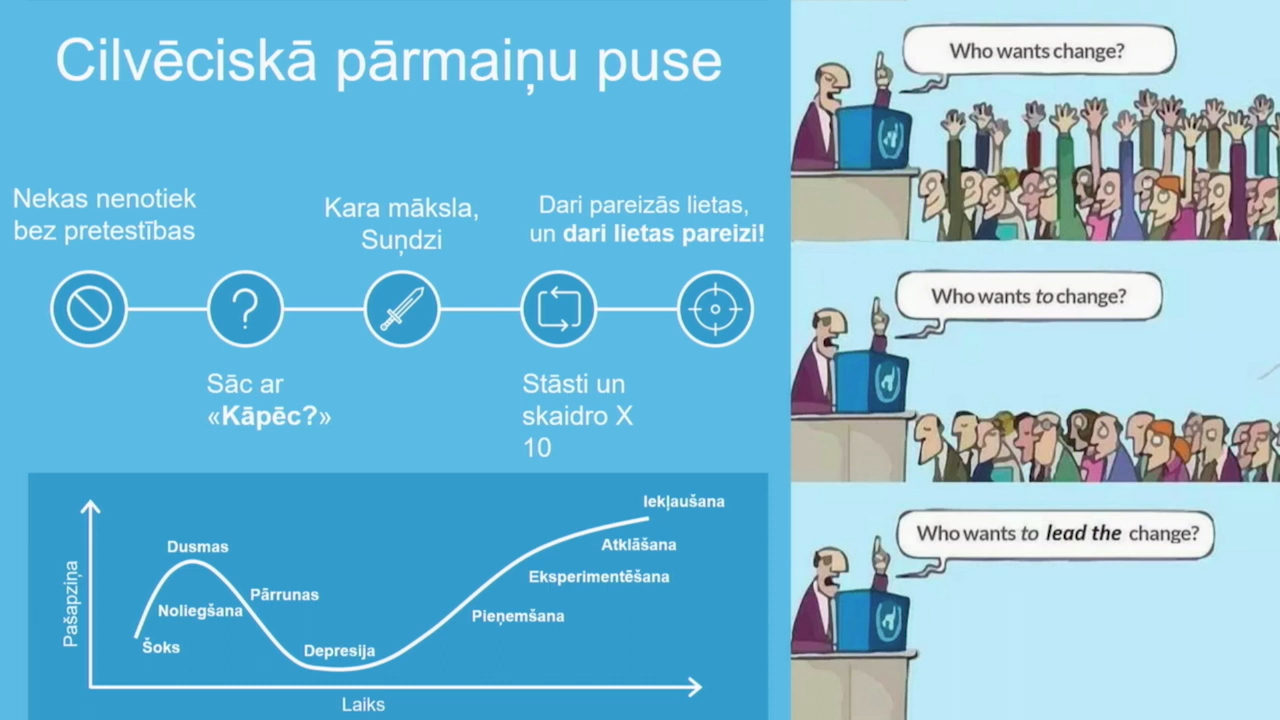 Cilvēciskā pārmaiņu puse
Nekas nenotiek
bez pretestības
Kara māksla,
Suņdzi
Dari pareizās lietas,
un dari lietas pareizi!
Sāc ar
«Kāpēc?»
Stāsti un
skaidro X
10
Iekļaušana
Atklāšana
Eksperimentēšana
Pieņemšana
Dusmas
Pārrunas
Noliegšana
Šoks
Depresija
Pašapziņa
Laiks
Who wants change?
Who wants to change?
Who wants to lead the change?